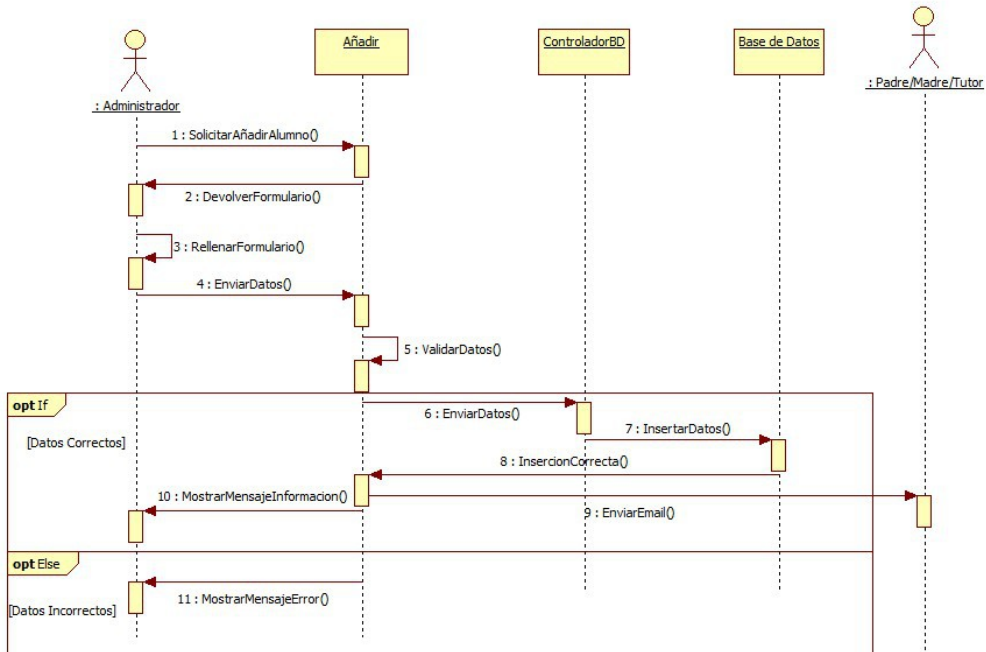 Añadir
ControladorBD
Base de Datos
: Padre/Madre/Tutor
: Administrador
1 : SolicitarAñadirAlumno()
2 : DevolverFormulario()
3 : RellenarFormulario()
4 : EnviarDatos()
5 : ValidarDatos()
opt If
6 : EnviarDatos()
[Datos Correctos]
7 : InsertarDatos()
8 : InsercionCorrecta()
10 : MostrarMensajeInformacion()
9 : EnviarEmail()
opt Else
11 : MostrarMensajeError()
[Datos Incorrectos]